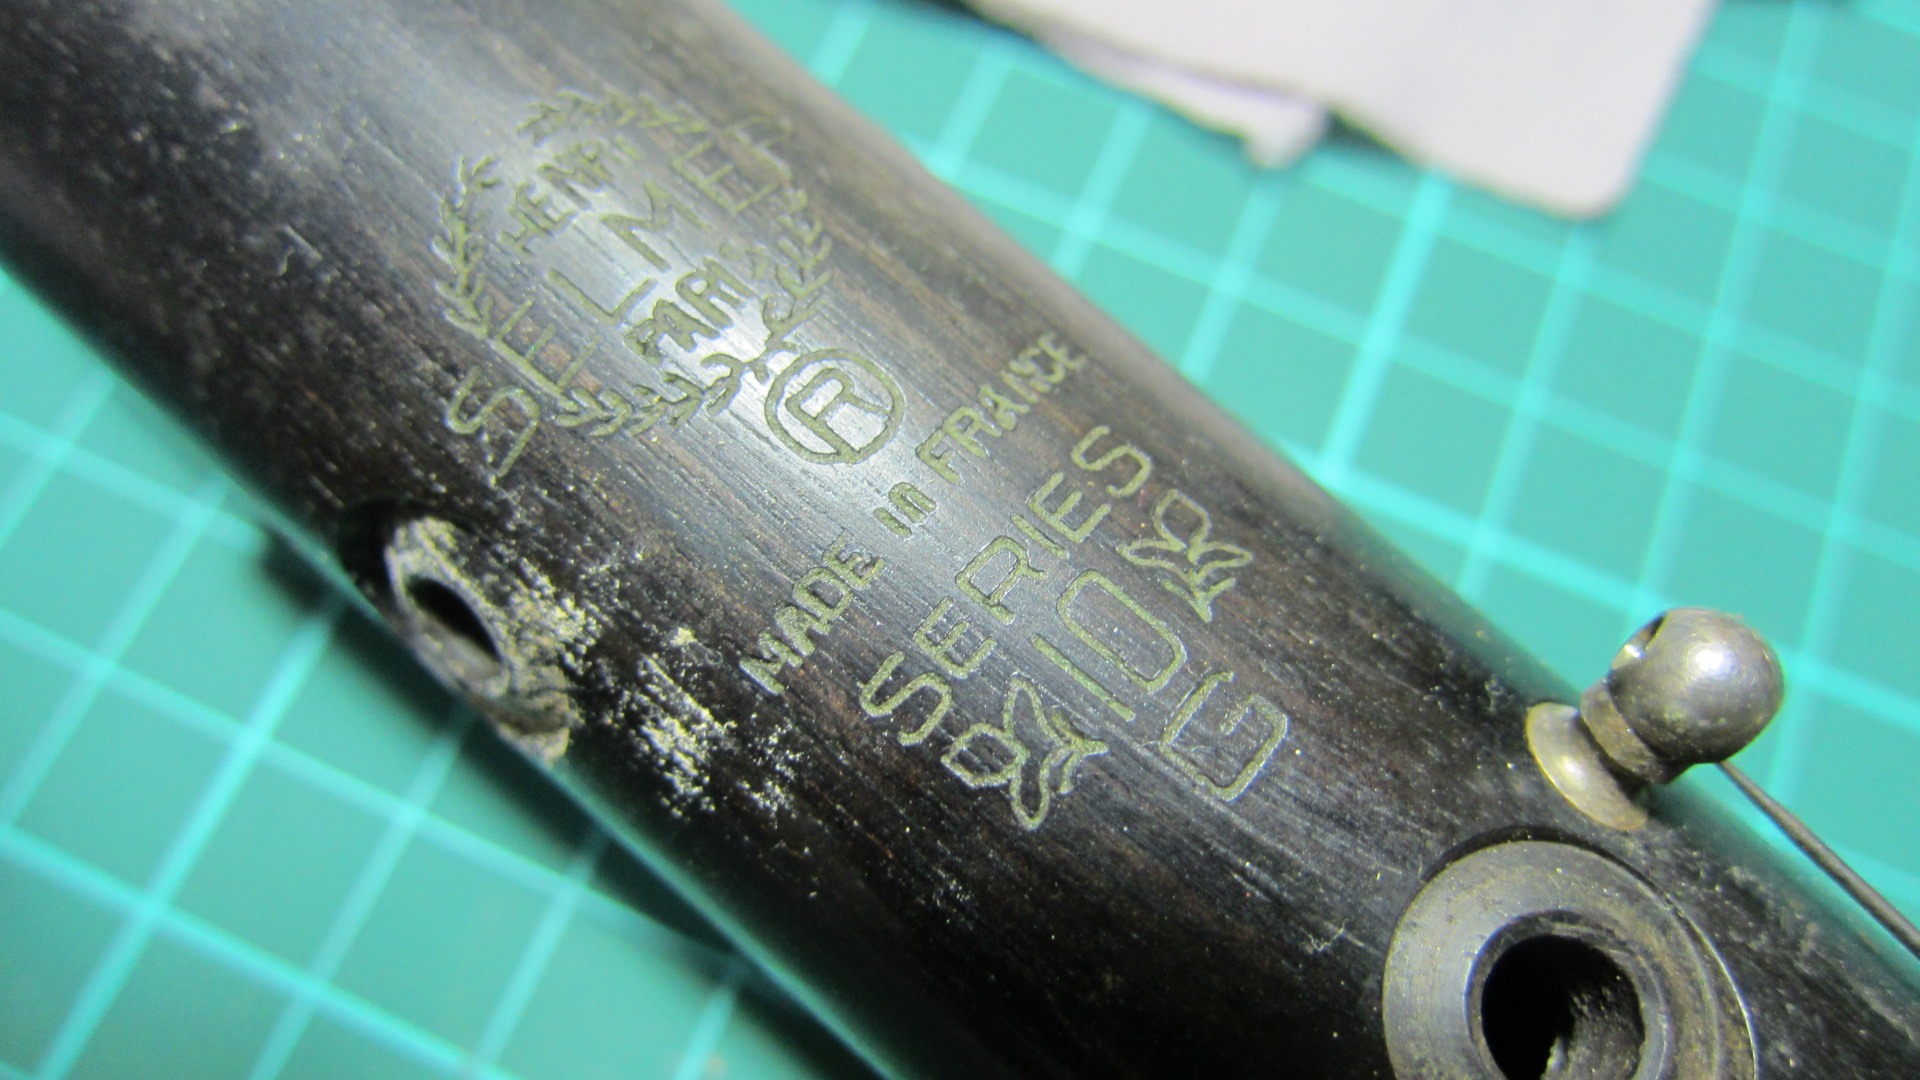 HENRI
SELMER
PARIS
®
MADE in FRANCE
SERIES
10
G